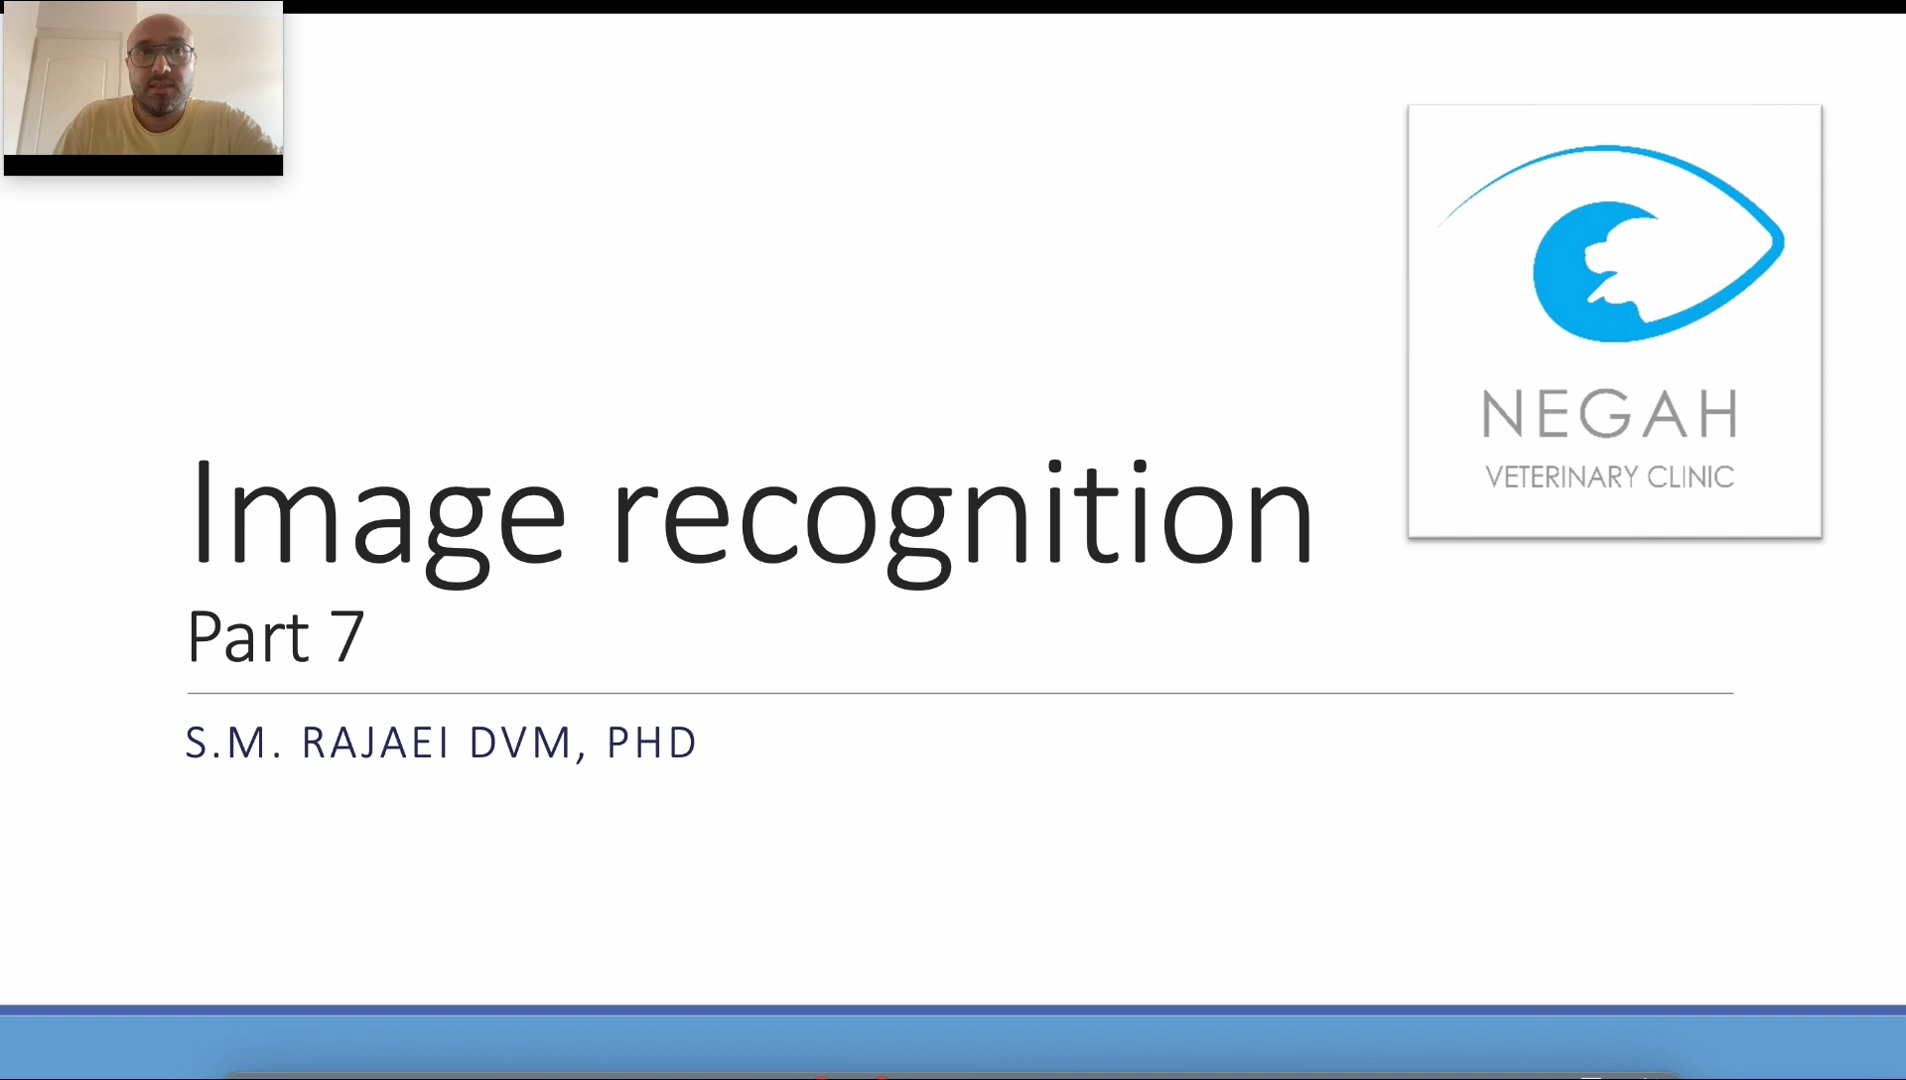 NEGAH
VETERINARY CLINIC
Image recognition
Part 7
S.M. RAJAEI DVM, PHD